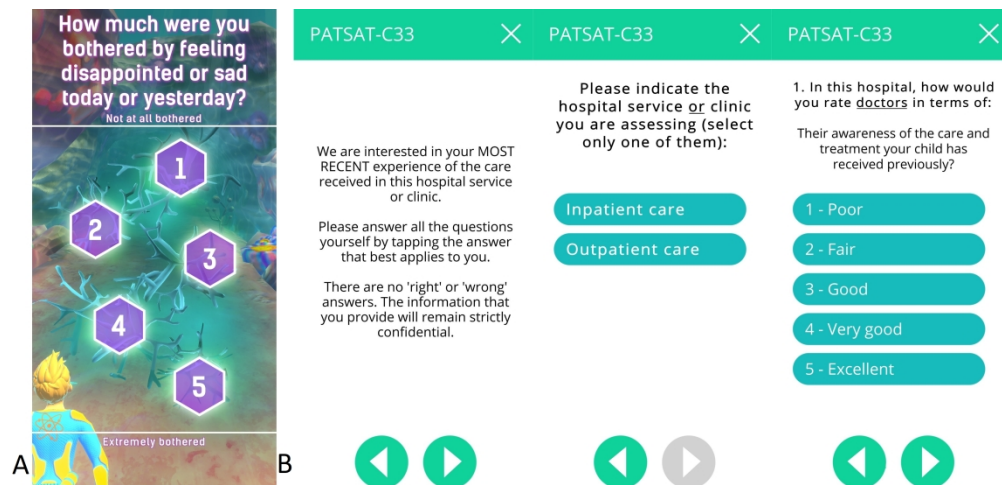 How much were you
bothered by feeling
disappointed or sad
today or yesterday?
Not at all bothered
1
2
3
4
5
Extremely bothered
A
PATSAT-C33
We are interested in your MOST
RECENT experience of the care
received in this hospital service
or clinic.
Please answer all the questions
yourself by tapping the answer
that best applies to you.
There are no 'right' or 'wrong'
answers. The information that
you provide will remain strictly
confidential.
B
PATSAT-C33
Please indicate the
hospital service or clinic
you are assessing (select
only one of them):
Inpatient care
Outpatient care
PATSAT-C33
1. In this hospital, how would
you rate doctors in terms of:
Their awareness of the care and
treatment your child has
received previously?
1 - Poor
2 - Fair
3 - Good
4 - Very good
5 - Excellent